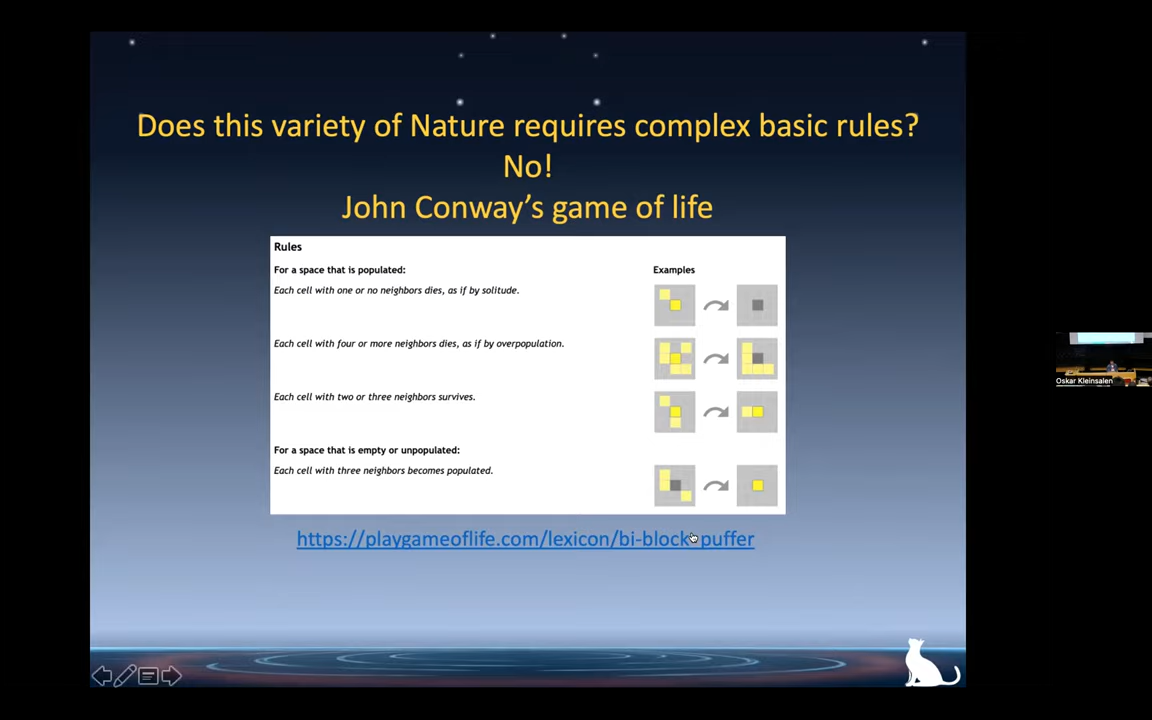 Does this variety of Nature requires complex basic rules?
No!
John Conway’s game of life
Rules
For a space that is populated:
Examples
Each cell with one or no neighbors dies, as if by solitude.
Each cell with four or more neighbors dies, as if by overpopulation.
Each cell with two or three neighbors survives.
For a space that is empty or unpopulated:
Each cell with three neighbors becomes populated.
https://playgameoflife.com/lexicon/bi-block-puffer
Oskar Kleinsalen